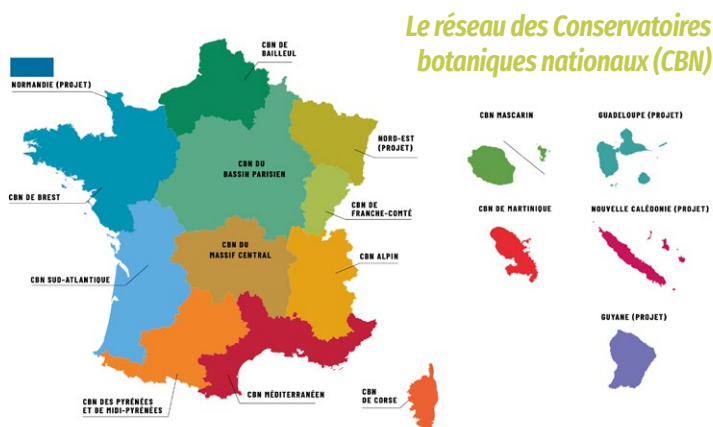 Le réseau des Conservatoires
botaniques nationaux (CBN)
CBN DE
BAILLEUL
NORMANDIE (PROJET)
NORD-EST
(PROJET)
CBN DU
BASSIN PARISIEN
CBN DE BREST
CBN DE
FRANCHE-COMTÉ
CBN DU
MASSIF CENTRAL
CBN ALPIN
CBN SUD-ATLANTIQUE
CBN DES PYRÉNÉES
ET DE MIDI-PYRÉNÉES
CBN MÉDITERRANÉEN
CBN
DE CORSE
CBN MASCARIN
GUADELOUPE (PROJET)
CBN DE MARTINIQUE
NOUVELLE CALÉDONIE (PROJET)
GUYANE (PROJET)